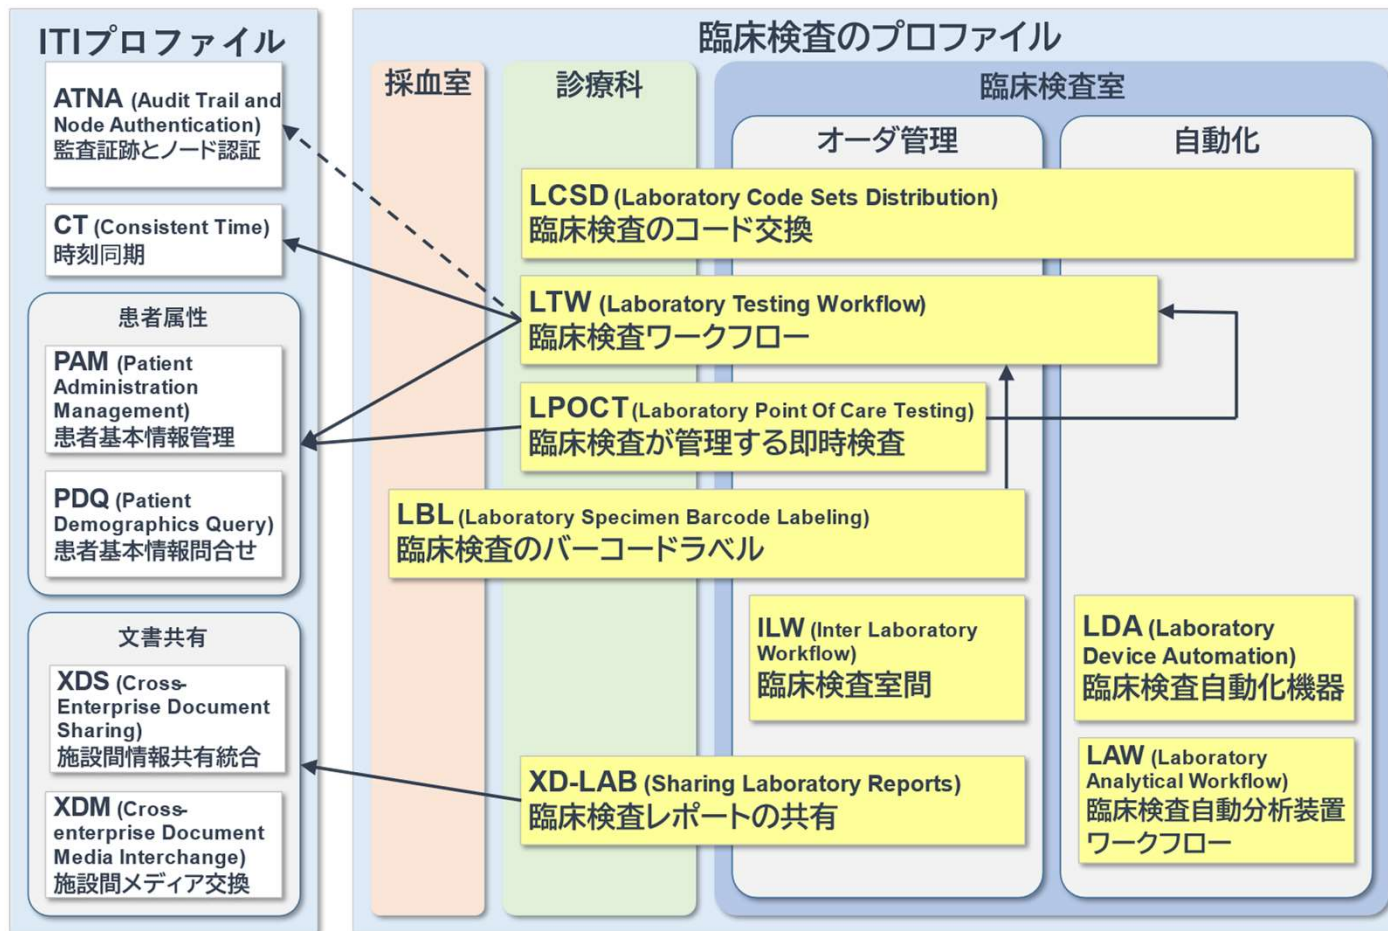 ITIプロファイル
ATNA (Audit Trail and
Node Authentication)
監査証跡とノード認証
CT (Consistent Time)
時刻同期
患者属性
PAM (Patient
Administration
Management)
患者基本情報管理
PDQ (Patient
Demographics Query)
患者基本情報問合せ
文書共有
XDS (Cross-
Enterprise Document
Sharing)
施設間情報共有統合
XDM (Cross-
enterprise Document
Media Interchange)
施設間メディア交換
臨床検査のプロファイル
採血室
診療科
臨床検査室
オーダ管理
自動化
LCSD (Laboratory Code Sets Distribution)
臨床検査のコード交換
LTW (Laboratory Testing Workflow)
臨床検査ワークフロー
LPOCT (Laboratory Point Of Care Testing)
臨床検査が管理する即時検査
LBL (Laboratory Specimen Barcode Labeling)
臨床検査のバーコードラベル
ILW (Inter Laboratory
Workflow)
臨床検査室間
LDA (Laboratory
Device Automation)
臨床検査自動化機器
XD-LAB (Sharing Laboratory Reports)
臨床検査レポートの共有
LAW (Laboratory
Analytical Workflow)
臨床検査自動分析装置
ワークフロー